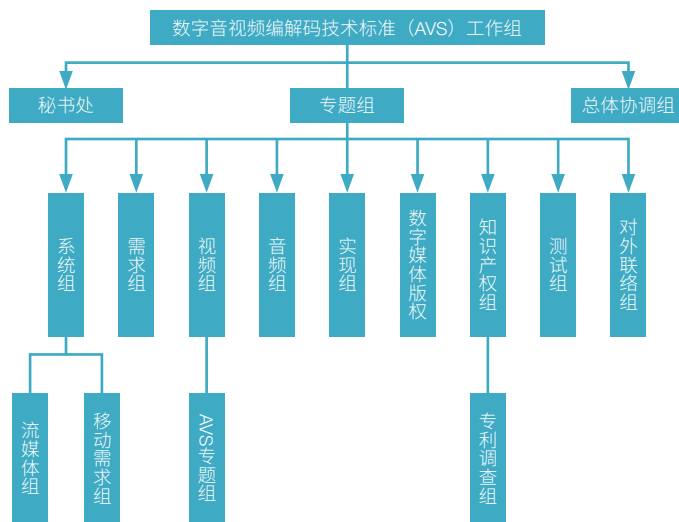 数字音视频编解码技术标准（AVS）工作组
秘书处
专题组
总体协调组
系统组
需求组
视频组
音频组
实现组
数字媒体版权
知识产权组
测试组
对外联络组
流媒体组
移动需求组
AVS专题组
专利调查组